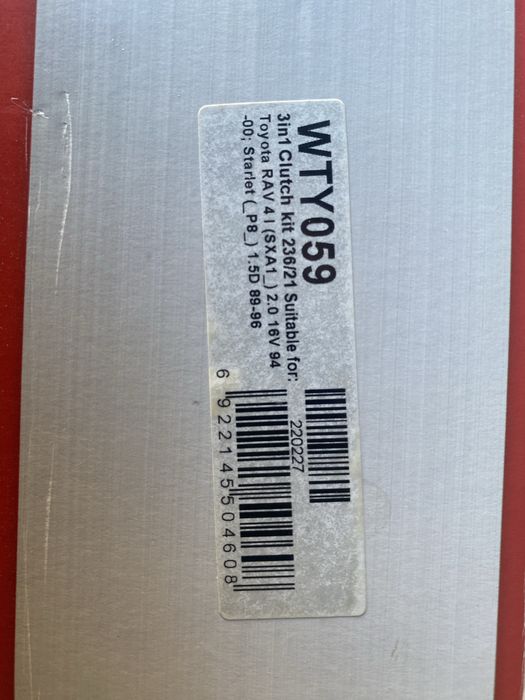 WTY059
3in1 Clutch kit 236/21 Suitable for:
Toyota RAV 4 I (SXA1_) 2.0 16V 94
-00; Starlet (_P8_) 1.5D 89-96
220227
6 922145 504608